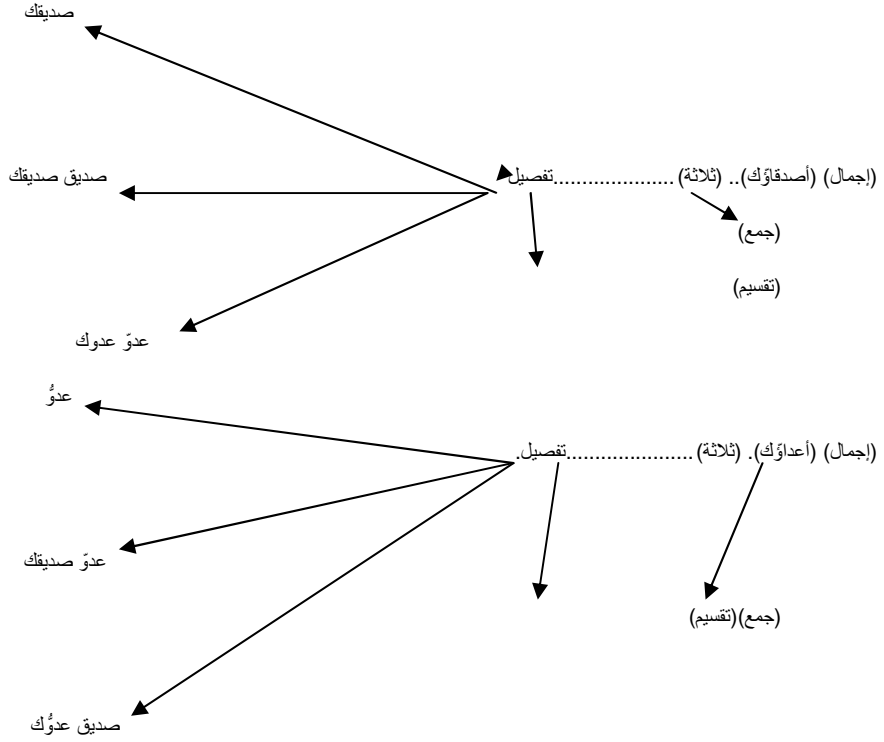 صديقك
(إجمال) (أصدقاؤك).. (ثلاثة) .....................تفصيل
صديق صديقك
(جمع)
(تقسيم)
عدوّ عدوك
عدوُّ
(إجمال) (أعداؤك). (ثلاثة) ......................تفصيل.
عدوّ صديقك
(جمع)(تقسيم)
صديق عدوُّك